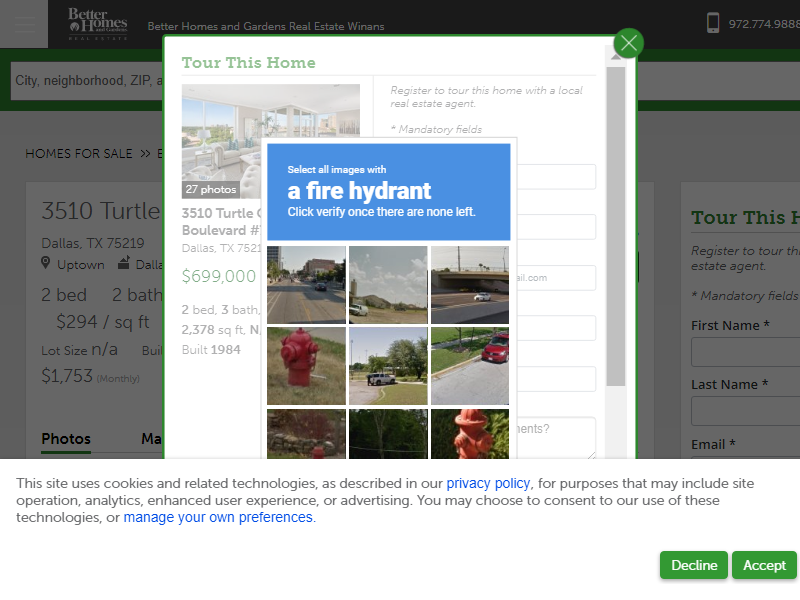 Better
Homes
and Gardens
REAL ESTATE
Better Homes and Gardens Real Estate Winans
972.774.9888
City, neighborhood, ZIP, a
HOMES FOR SALE >>
3510 Turtle
Dallas, TX 75219
Uptown
Dalla
2 bed 2 bath
$294 / sq ft
Lot Size n/a Buil
$1,753 (Monthly)
Photos
Ma
Tour This Home
27 photos
3510 Turtle C
Boulevard #
Dallas, TX 7521
$699,000
2 bed, 3 bath,
2,378 sq ft, N,
Built 1984
Register to tour this home with a local
real estate agent.
* Mandatory fields
ail.com
ments?
Select all images with
a fire hydrant
Click verify once there are none left.
Tour This H
Register to tour thi
estate agent.
* Mandatory fields
First Name *
Last Name *
Email *
This site uses cookies and related technologies, as described in our privacy policy, for purposes that may include site
operation, analytics, enhanced user experience, or advertising. You may choose to consent to our use of these
technologies, or manage your own preferences.
Decline
Accept